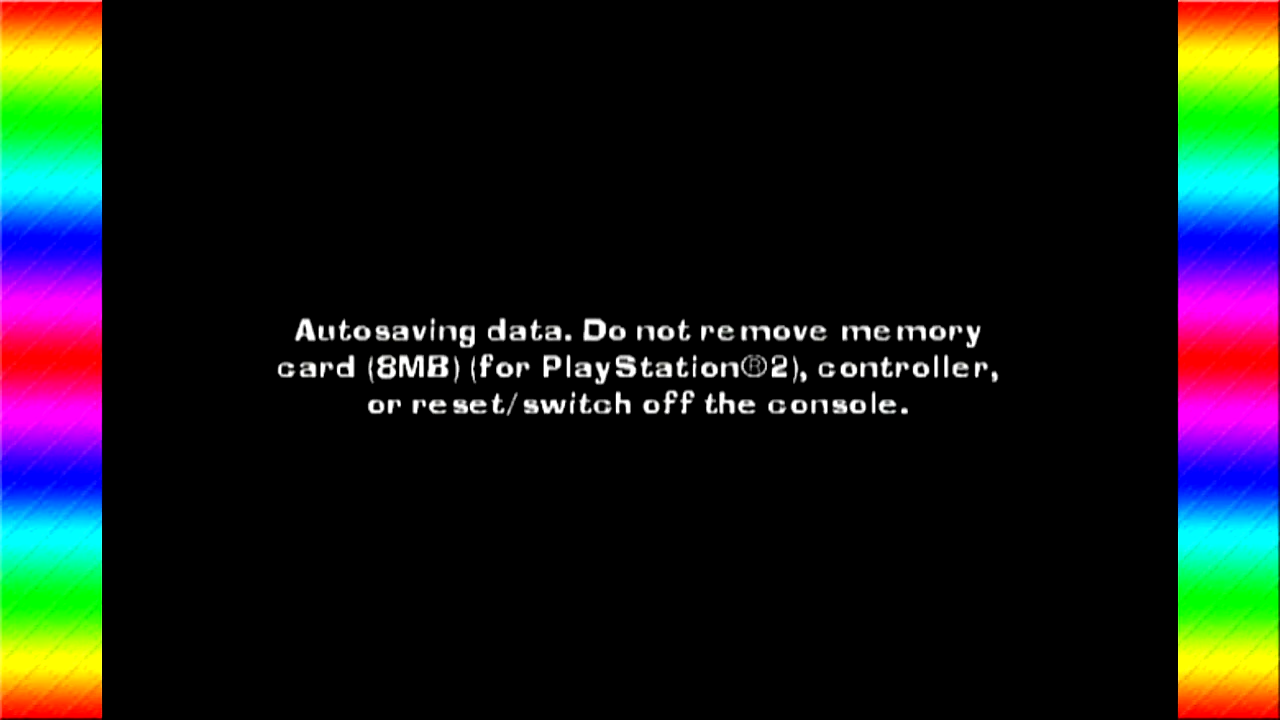 Autosaving data. Do not remove memory
card (8MB) (for PlayStation®2), controller,
or reset/switch off the console.